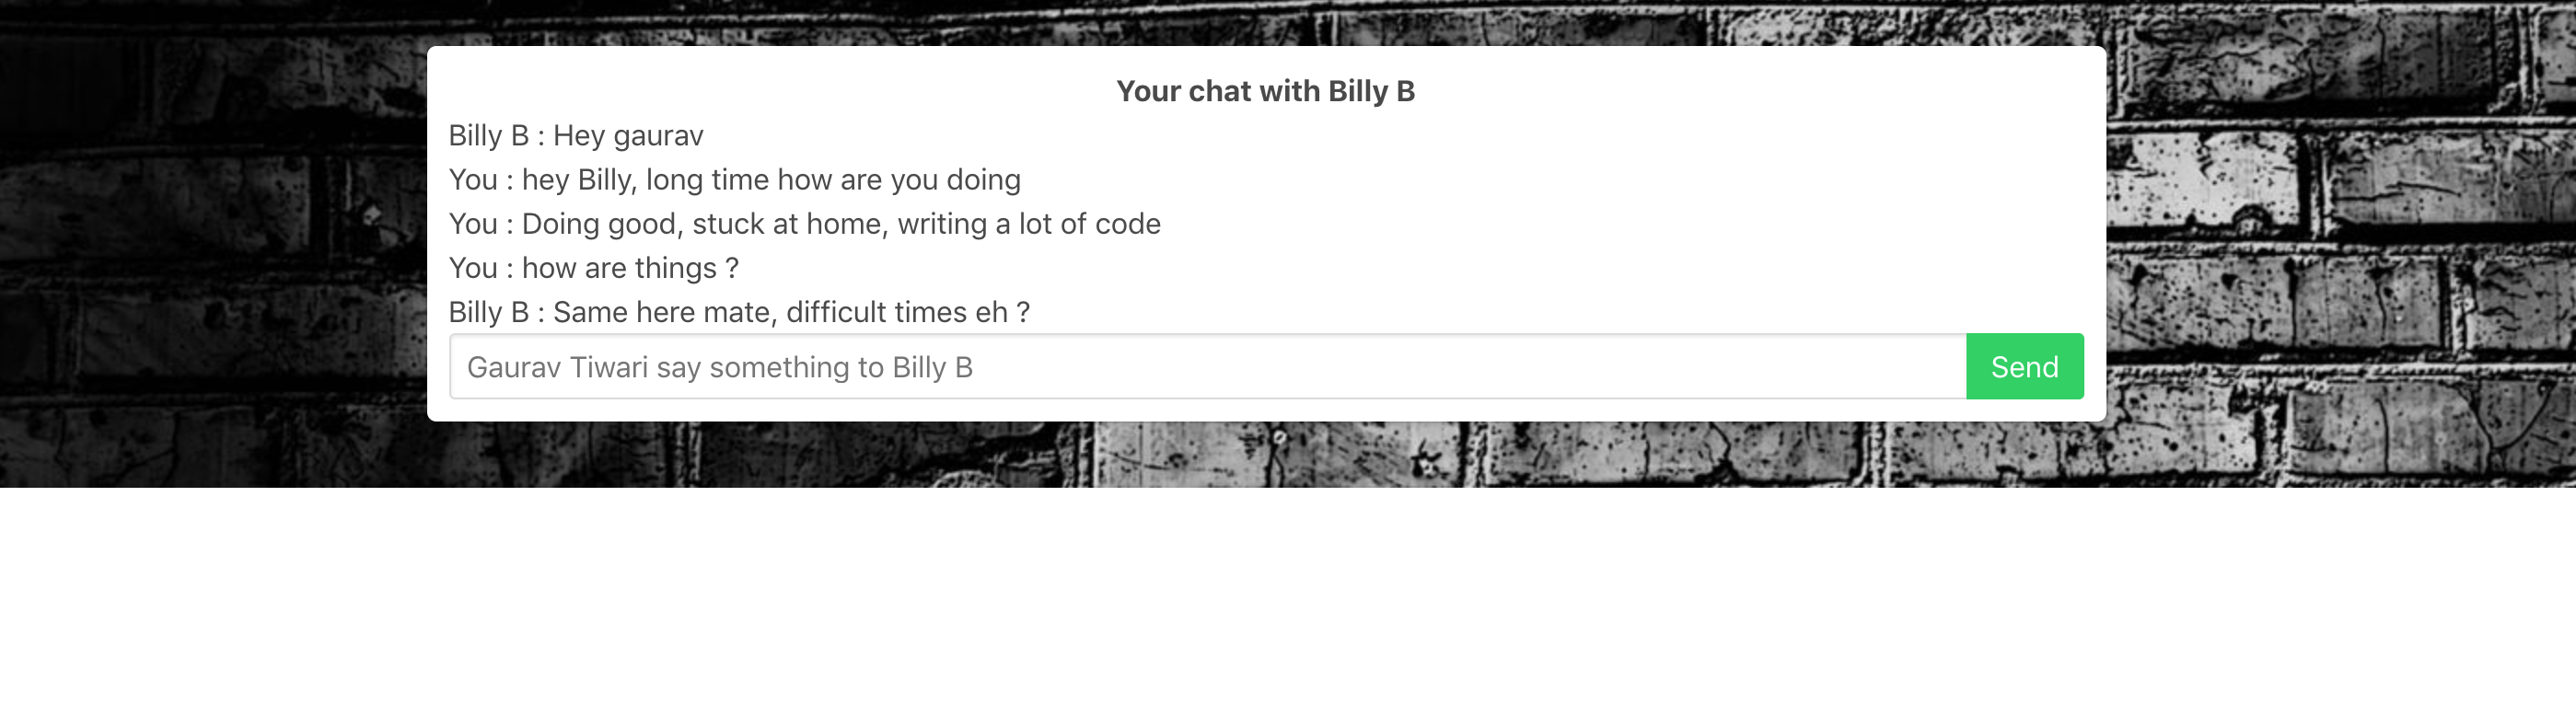 Your chat with Billy B
Billy B : Hey gaurav
You : hey Billy, long time how are you doing
You : Doing good, stuck at home, writing a lot of code
You : how are things ?
Billy B : Same here mate, difficult times eh ?
Gaurav Tiwari say something to Billy B
Send